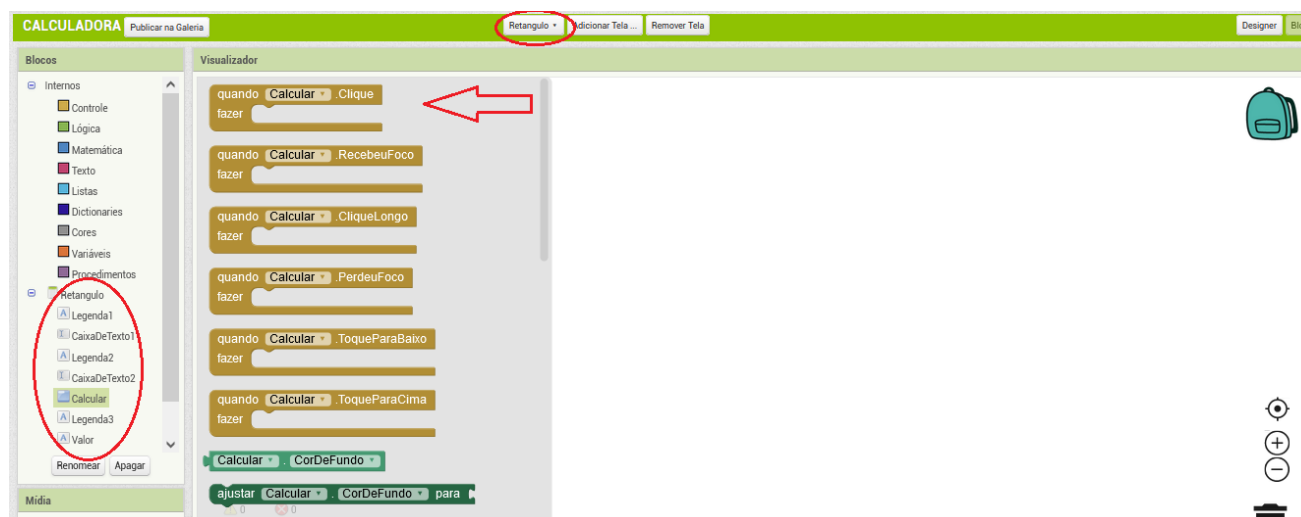 CALCULADORA Publicar na Galeria Retangulo Adicionar Tela ... Remover Tela Designer
Blocos
Internos
Controle
Lógica
Matemática
Texto
Listas
Dictionaries
Cores
Variáveis
Procedimentos
Retangulo
Legenda1
CaixaDeTexto1
Legenda2
CaixaDeTexto2
Calcular
Legenda3
Valor
Renomear Apagar
Mídia
Visualizador
quando Calcular .Clique
fazer
quando Calcular .RecebeuFoco
fazer
quando Calcular .CliqueLongo
fazer
quando Calcular .PerdeuFoco
fazer
quando Calcular .ToqueParaBaixo
fazer
quando Calcular .ToqueParaCima
fazer
Calcular . CorDeFundo
ajustar Calcular . CorDeFundo para
0 0